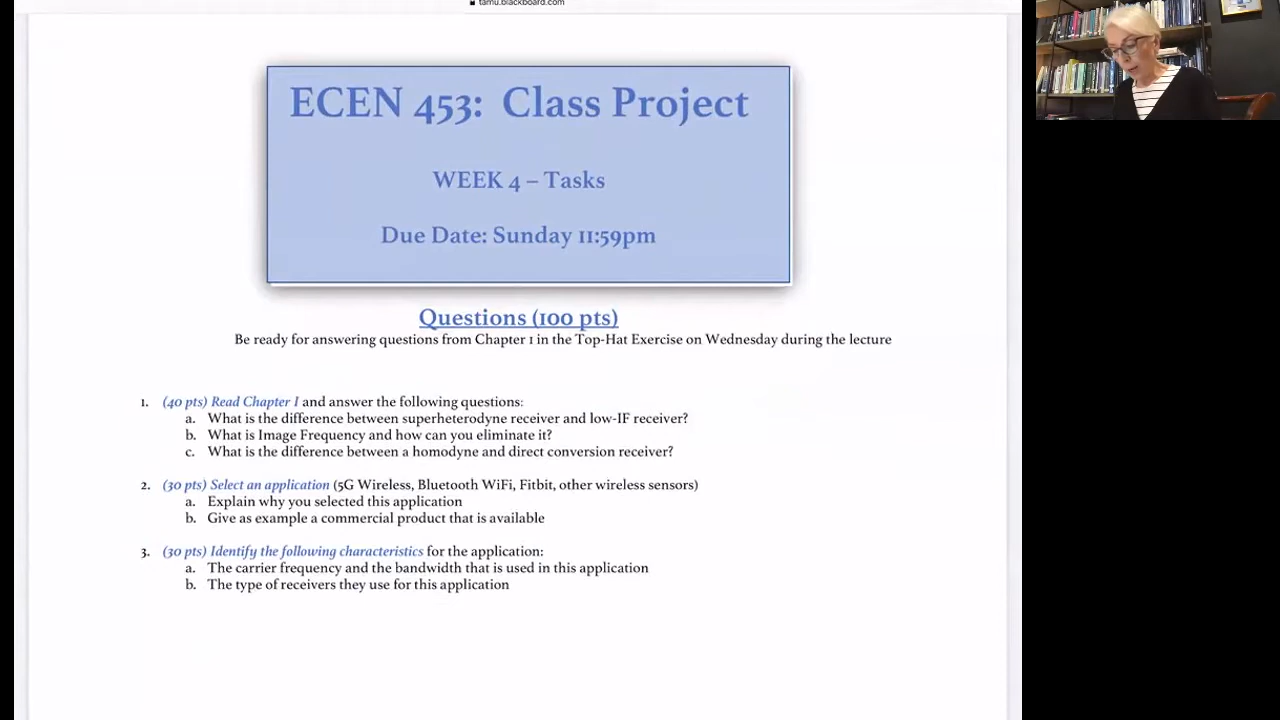 tamu.blackboard.com
ECEN 453: Class Project
WEEK 4 – Tasks
Due Date: Sunday 11:59pm
Questions (100 pts)
Be ready for answering questions from Chapter 1 in the Top-Hat Exercise on Wednesday during the lecture
1. (40 pts) Read Chapter I and answer the following questions:
a. What is the difference between superheterodyne receiver and low-IF receiver?
b. What is Image Frequency and how can you eliminate it?
c. What is the difference between a homodyne and direct conversion receiver?
2. (30 pts) Select an application (5G Wireless, Bluetooth WiFi, Fitbit, other wireless sensors)
a. Explain why you selected this application
b. Give as example a commercial product that is available
3. (30 pts) Identify the following characteristics for the application:
a. The carrier frequency and the bandwidth that is used in this application
b. The type of receivers they use for this application